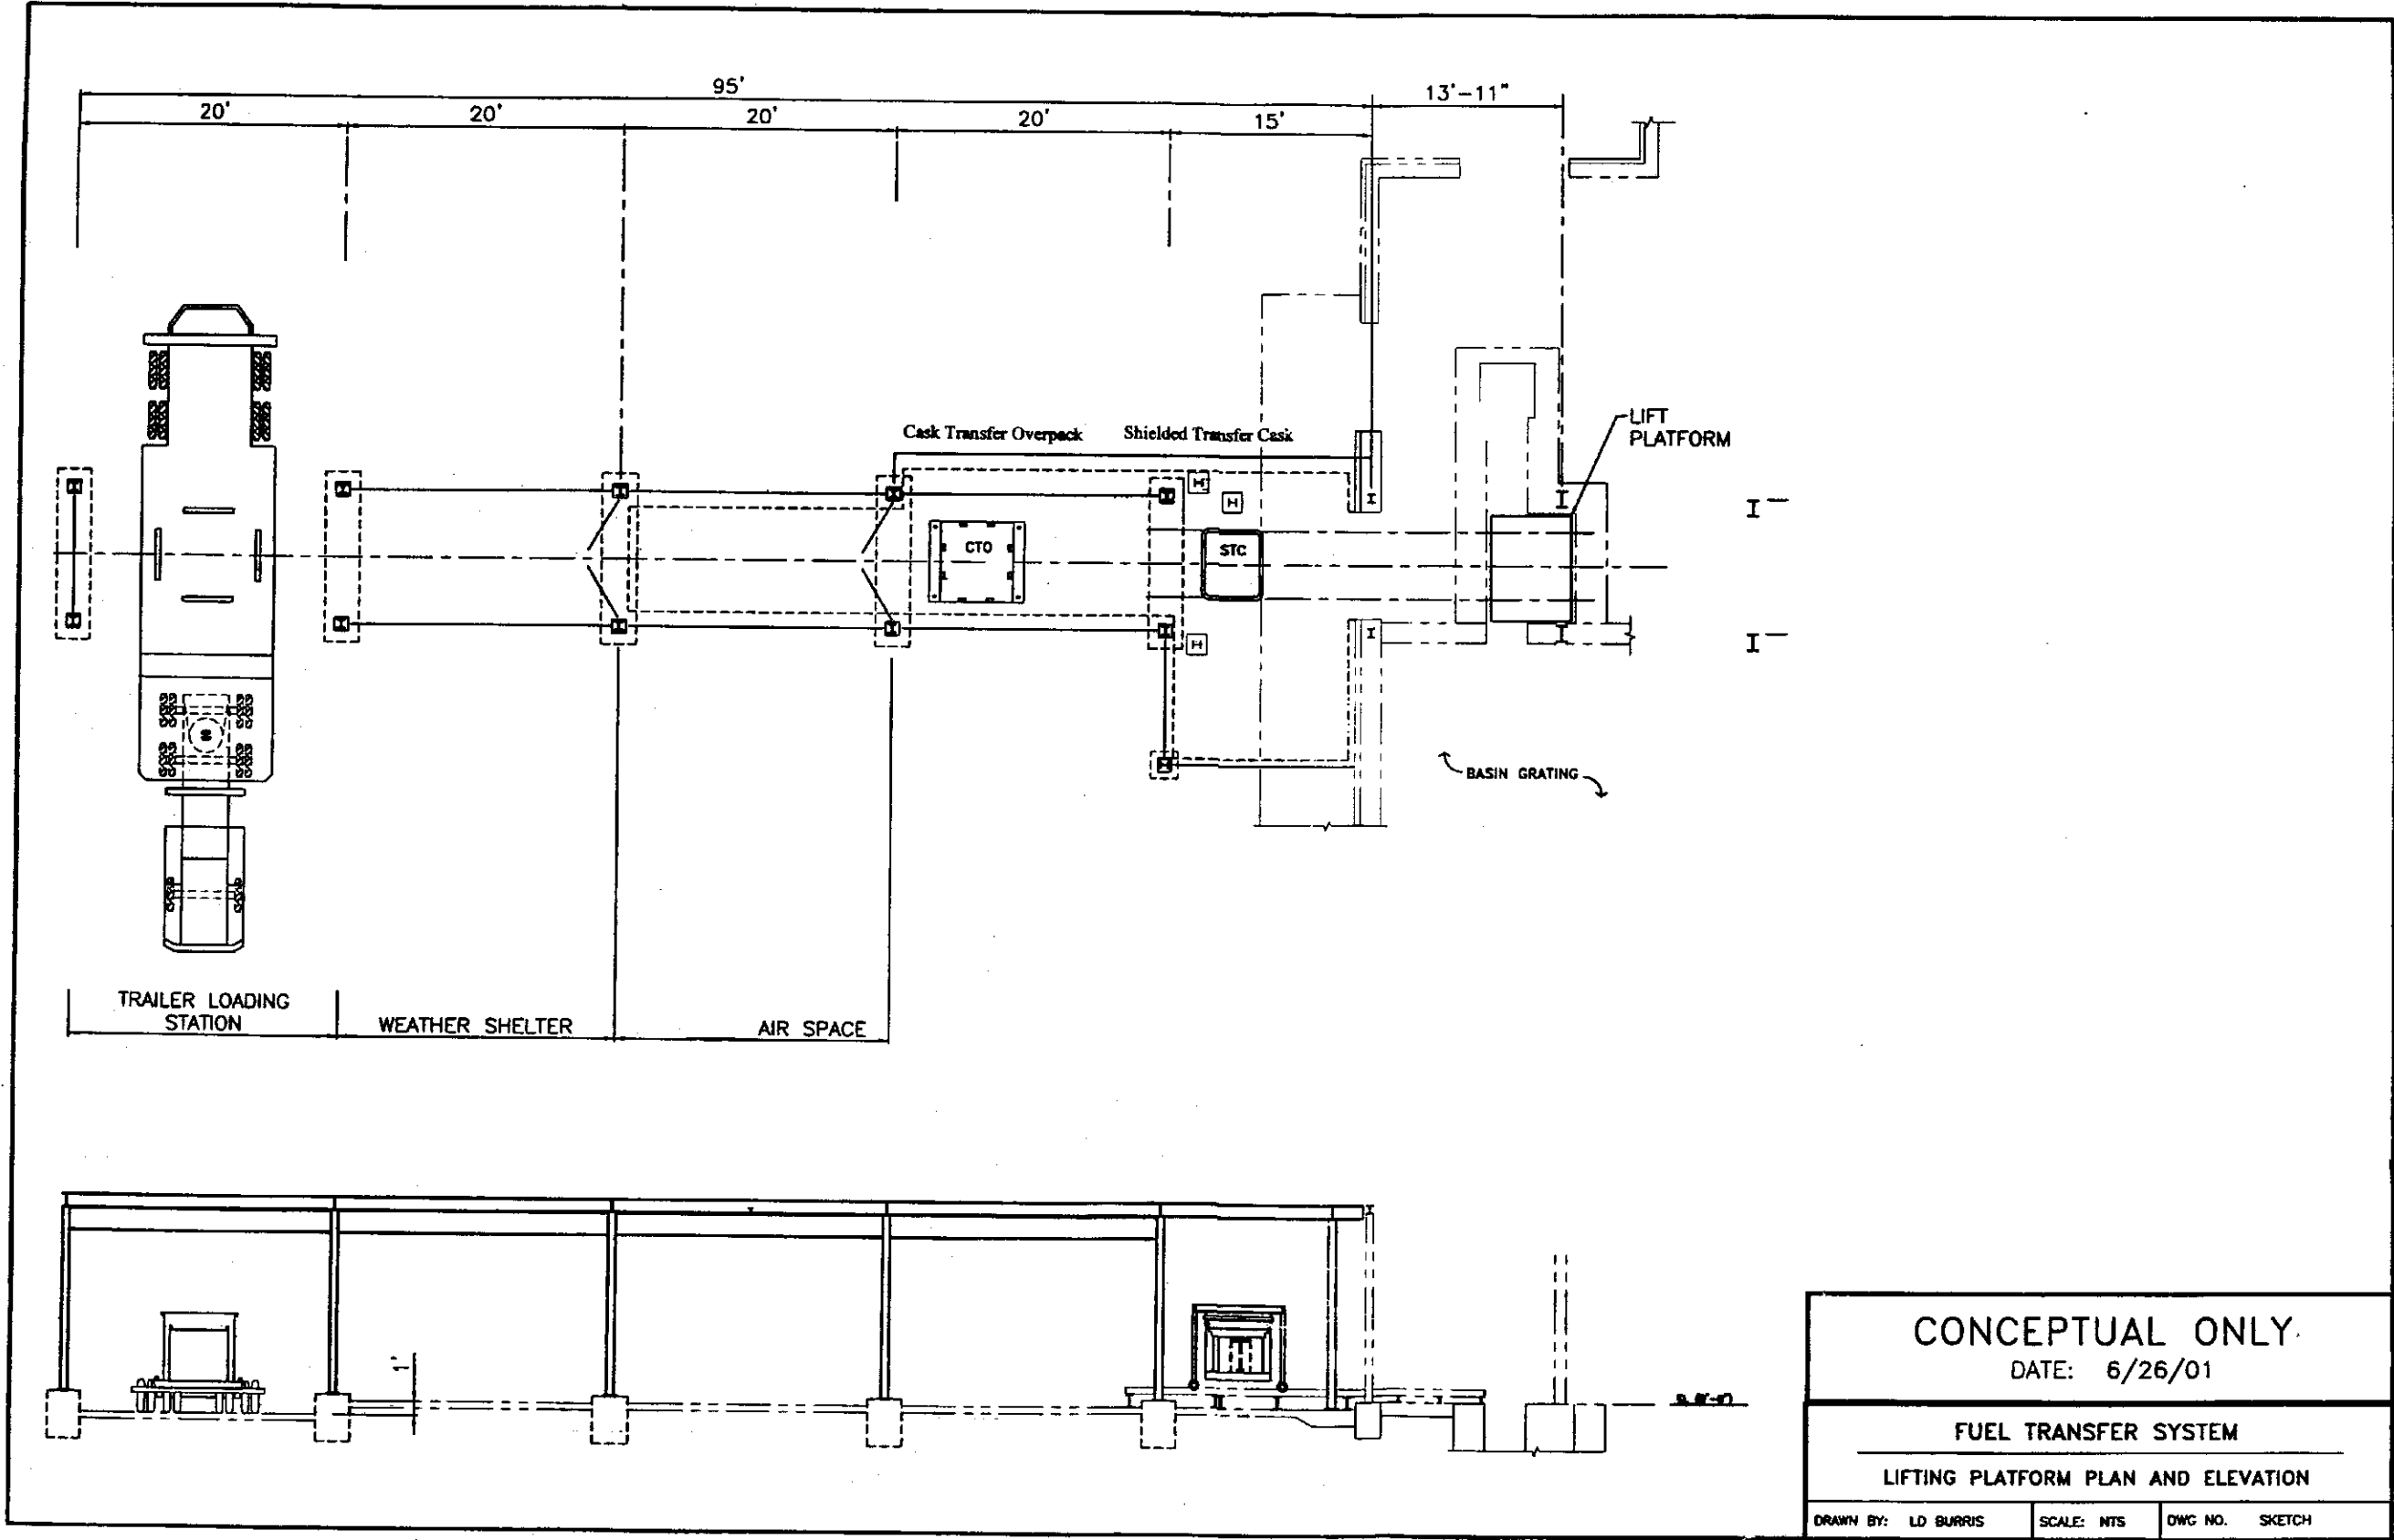 95'
13'-11"
20'
20'
20'
20'
15'
LIFT
PLATFORM
Cask Transfer Overpack
Shielded Transfer Cask
CTO
STC
BASIN GRATING
TRAILER LOADING
STATION
WEATHER SHELTER
AIR SPACE
1'
CONCEPTUAL ONLY
DATE: 6/26/01
FUEL TRANSFER SYSTEM
LIFTING PLATFORM PLAN AND ELEVATION
DRAWN BY: LD BURRIS
SCALE: NTS
DWG NO. SKETCH